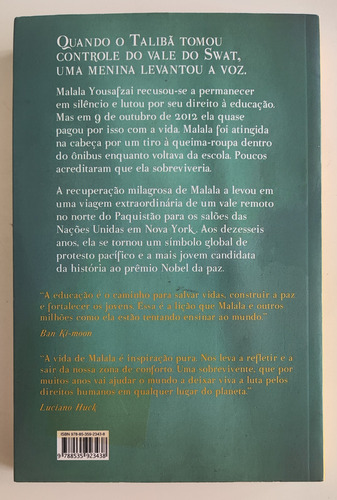 QUANDO O TALIBÃ TOMOU
CONTROLE DO VALE DO SWAT,
UMA MENINA LEVANTOU A VOZ.
Malala Yousafzai recusou-se a permanecer
em silêncio e lutou por seu direito à educação.
Mas em 9 de outubro de 2012 ela quase
pagou por isso com a vida. Malala foi atingida
na cabeça por um tiro à queima-roupa dentro
do ônibus enquanto voltava da escola. Poucos
acreditaram que ela sobreviveria.
A recuperação milagrosa de Malala a levou em
uma viagem extraordinária de um vale remoto
no norte do Paquistão para os salões das
Nações Unidas em Nova York. Aos dezesseis
anos, ela se tornou um símbolo global de
protesto pacífico e a mais jovem candidata
da história ao prêmio Nobel da paz.
“A educação é o caminho para salvar vidas, construir a paz
e fortalecer os jovens. Essa é a lição que Malala e outros
milhões como ela estão tentando ensinar ao mundo.”
Ban Ki-moon
“A vida de Malala é inspiração pura. Nos leva a refletir e a
sair da nossa zona de conforto. Uma sobrevivente, que por
muitos anos vai ajudar o mundo a deixar viva a luta pelos
direitos humanos em qualquer lugar do planeta.”
Luciano Huck
ISBN 978-85-359-2343-8
9 788535 923438